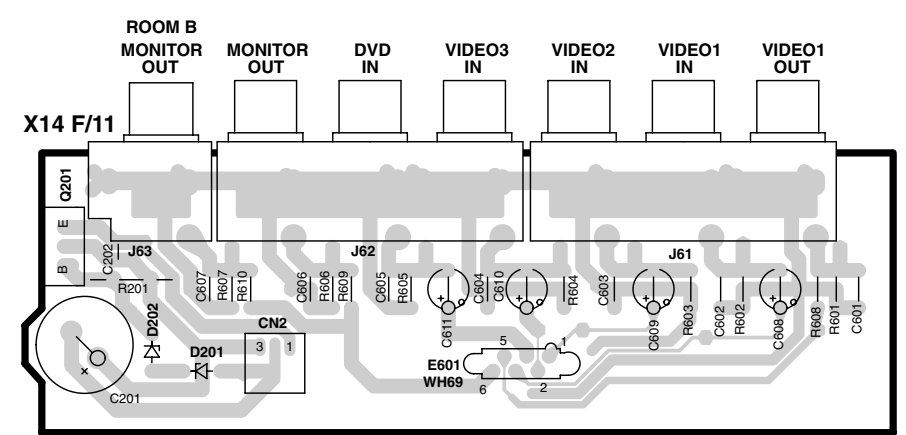 ROOM B
MONITOR
OUT
MONITOR
OUT
DVD
IN
VIDEO3
IN
VIDEO2
IN
VIDEO1
IN
VIDEO1
OUT
X14 F/11
Q201
E
B
J63
J62
J61
C202
R201
C607
R607
R610
C606
R606
R609
C605
R605
C611
+
C604
C610
+
R604
C603
+
C609
R603
C602
R602
+
C608
R608
R601
C601
D202
D201
CN2
3
1
C201
+
5
1
E601
WH69
6
2